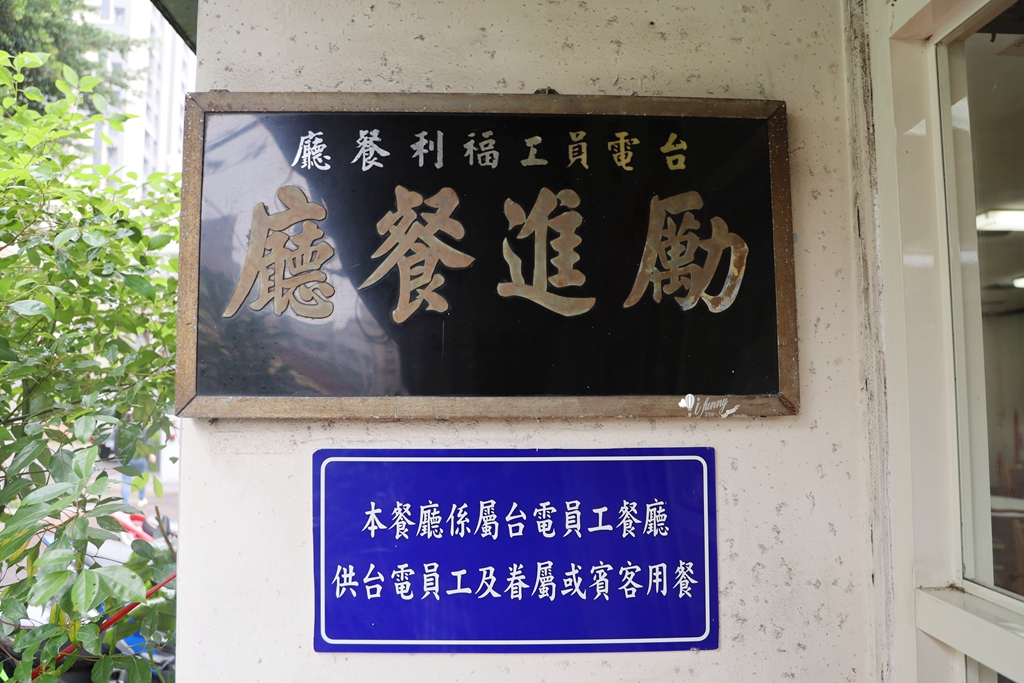 台電員工福利餐廳
勵進餐廳
i funny
本餐廳係屬台電員工餐廳
供台電員工及眷屬或賓客用餐